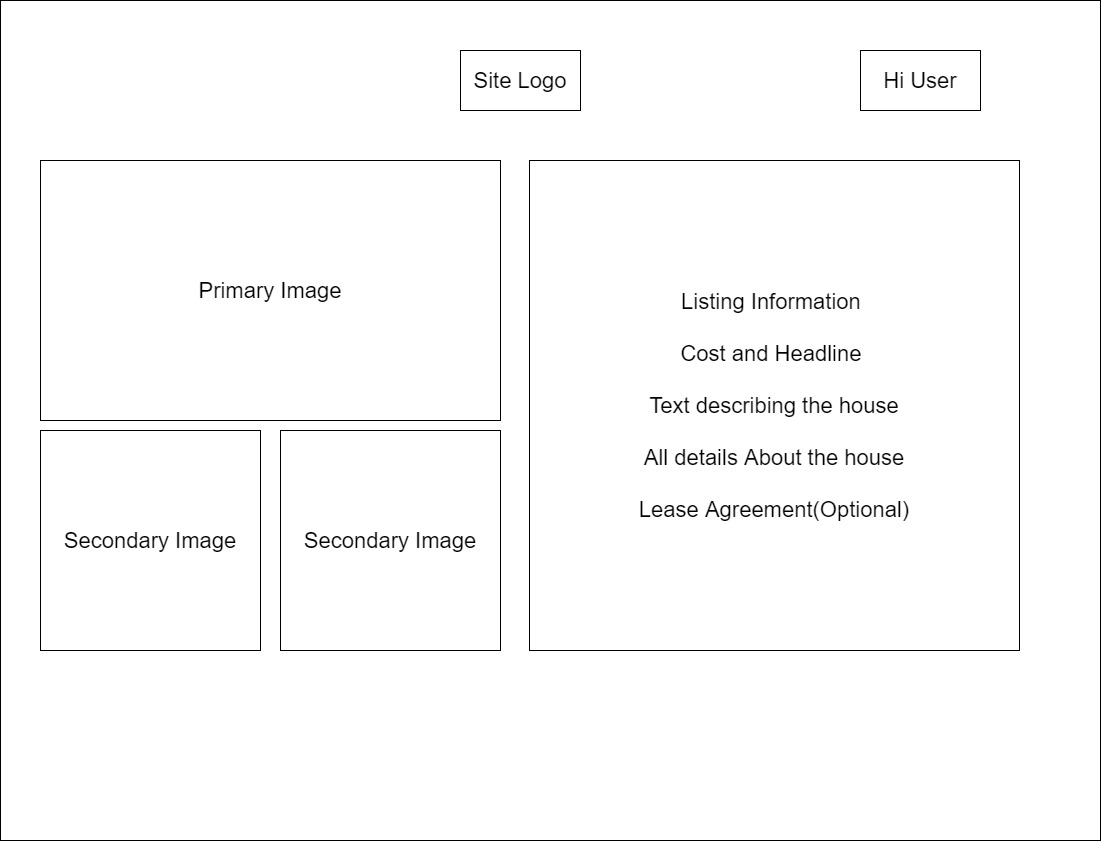 Site Logo
Hi User
Primary Image
Secondary Image
Secondary Image
Listing Information
Cost and Headline
Text describing the house
All details About the house
Lease Agreement(Optional)